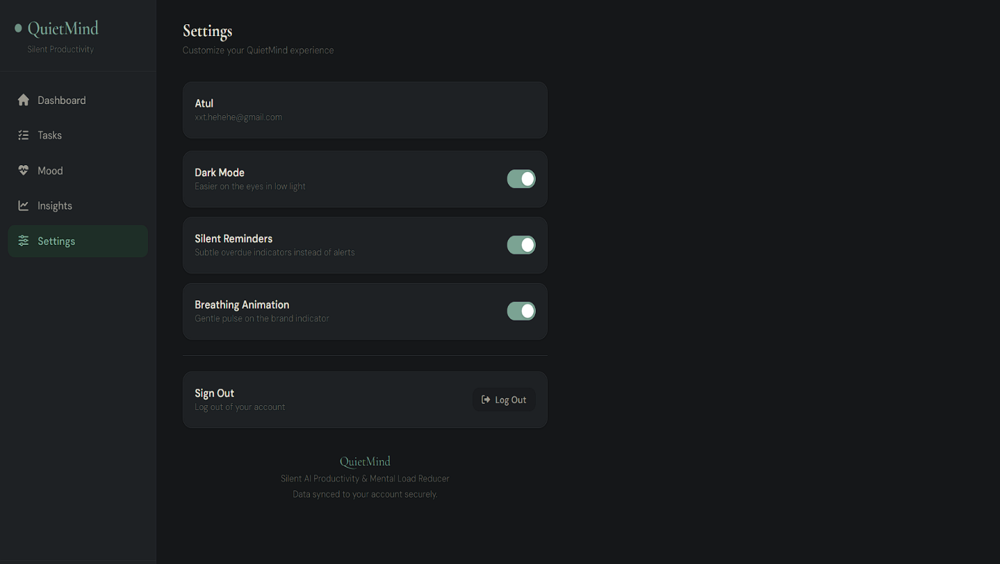 QuietMind
Silent Productivity
Dashboard
Tasks
Mood
Insights
Settings
Settings
Customize your QuietMind experience
Atul
xxt.hehehe@gmail.com
Dark Mode
Easier on the eyes in low light
Silent Reminders
Subtle overdue indicators instead of alerts
Breathing Animation
Gentle pulse on the brand indicator
Sign Out
Log out of your account
Log Out
QuietMind
Silent AI Productivity & Mental Load Reducer
Data synced to your account securely.